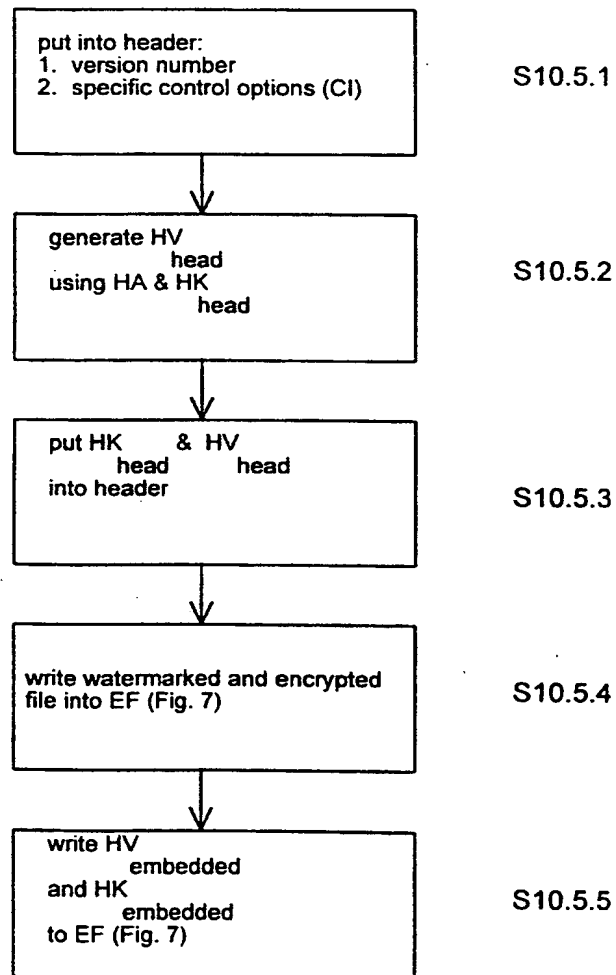 put into header:
1. version number
2. specific control options (CI)
S10.5.1
generate HV
head
using HA & HK
head
S10.5.2
put HK & HV
head head
into header
S10.5.3
write watermarked and encrypted
file into EF (Fig. 7)
S10.5.4
write HV
embedded
and HK
embedded
to EF (Fig. 7)
S10.5.5